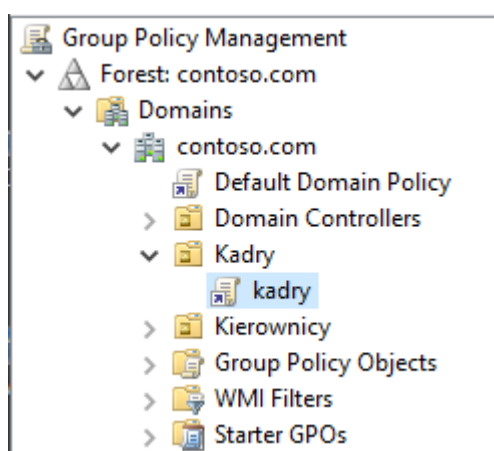 Group Policy Management
Forest: contoso.com
Domains
contoso.com
Default Domain Policy
Domain Controllers
Kadry
kadry
Kierownicy
Group Policy Objects
WMI Filters
Starter GPOs